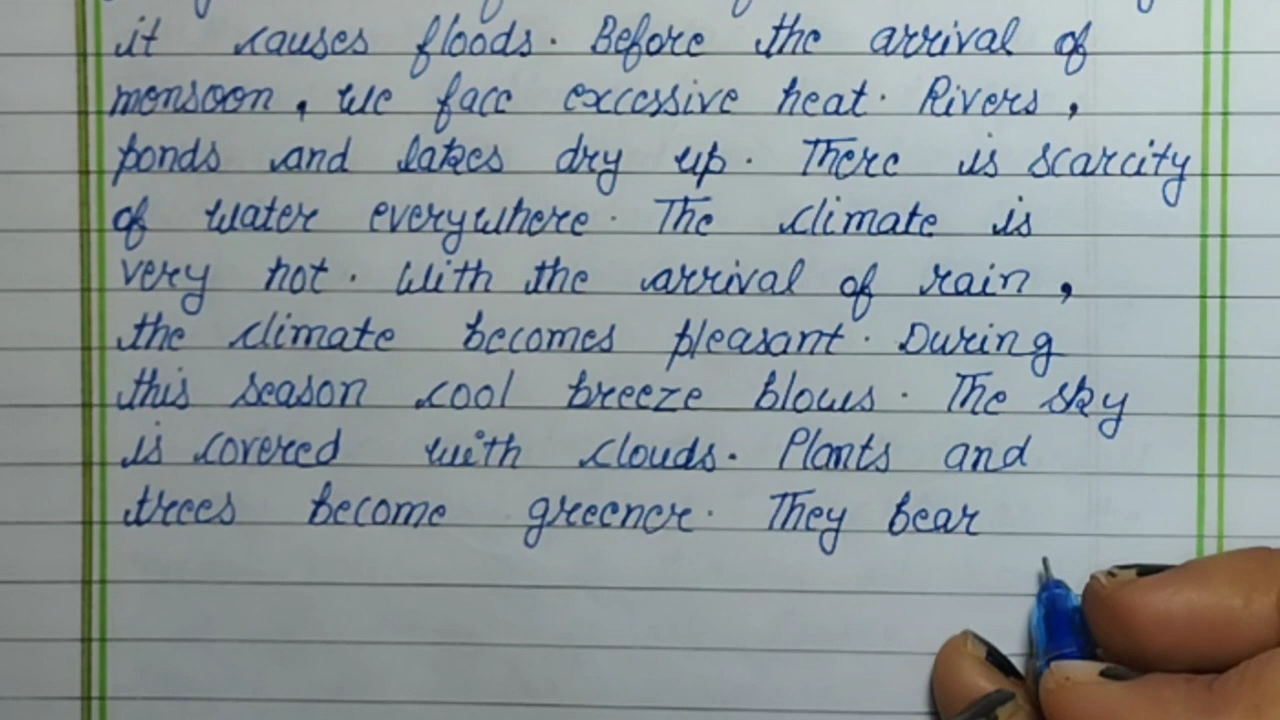 it causes floods. Before the arrival of
monsoon, we face excessive heat. Rivers,
ponds and lakes dry up. There is scarcity
of water everywhere. The climate is
very hot. With the arrival of rain,
the climate becomes pleasant. During
this season cool breeze blows. The sky
is covered with clouds. Plants and
trees become greener. They bear